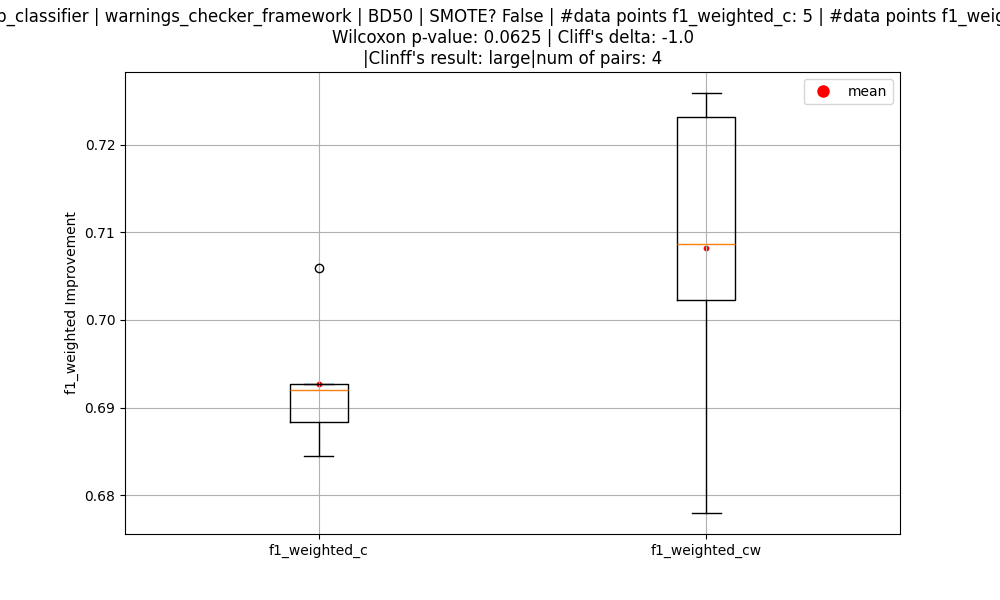 classifier | warnings_checker_framework | BD50 | SMOTE? False | #data points f1_weighted_c: 5 | #data points
Wilcoxon p-value: 0.0625 | Cliff's delta: -1.0
|Clinff's result: large|num of pairs: 4
mean
0.72
0.71
0.70
0.69
0.68
f1_weighted Improvement
f1_weighted_c
f1_weighted_cw